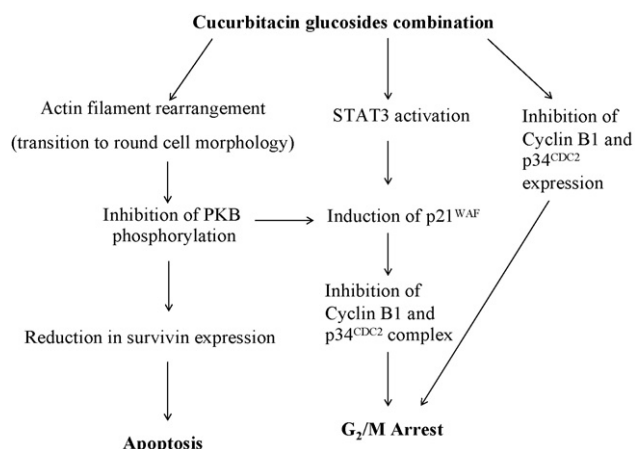 Cucurbitacin glucosides combination
Actin filament rearrangement
(transition to round cell morphology)
STAT3 activation
Inhibition of
Cyclin B1 and
p34CDC2
expression
Inhibition of PKB
phosphorylation
Induction of p21WAF
Inhibition of
Cyclin B1 and
p34CDC2 complex
Reduction in survivin expression
Apoptosis
G2/M Arrest